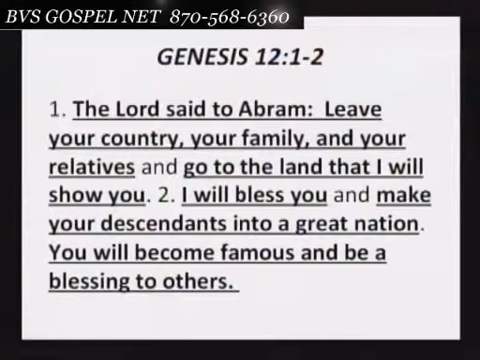 BVS GOSPEL NET 870-568-6360
GENESIS 12:1-2
1. The Lord said to Abram: Leave
your country, your family, and your
relatives and go to the land that I will
show you. 2. I will bless you and make
your descendants into a great nation.
You will become famous and be a
blessing to others.